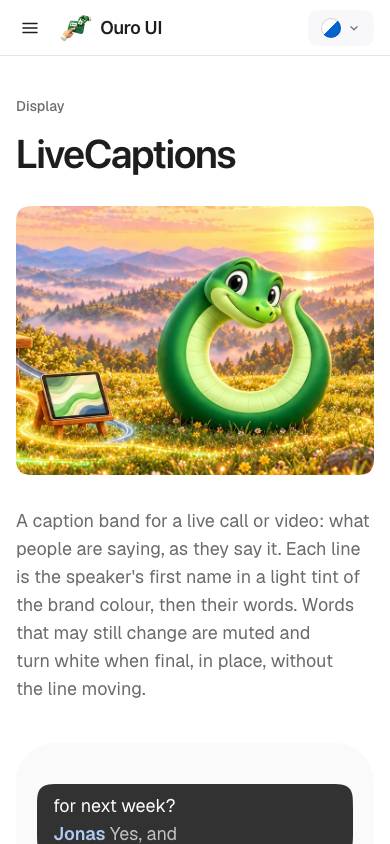 Ouro UI
Display
LiveCaptions
A caption band for a live call or video: what
people are saying, as they say it. Each line
is the speaker's first name in a light tint of
the brand colour, then their words. Words
that may still change are muted and
turn white when final, in place, without
the line moving.
for next week?
Jonas Yes, and